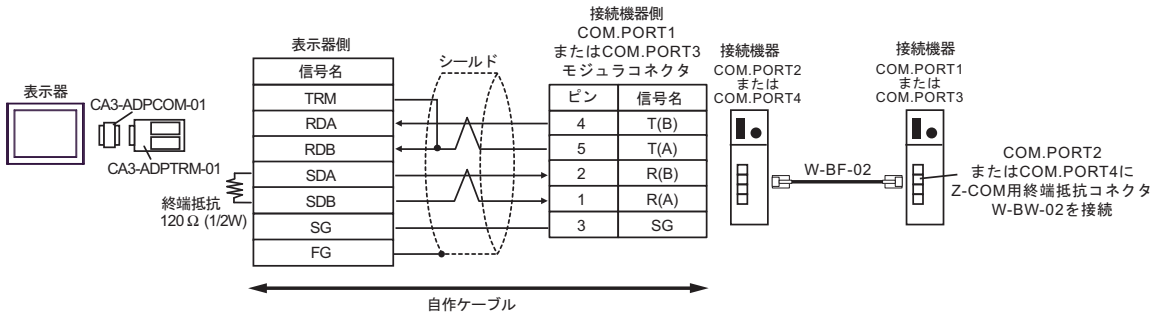 表示器
CA3-ADPCOM-01
CA3-ADPTRM-01
終端抵抗
120Ω (1/2W)
表示器側
信号名
TRM
RDA
RDB
SDA
SDB
SG
FG
シールド
接続機器側
COM.PORT1
またはCOM.PORT3
モジュラコネクタ
ピン 信号名
4 T(B)
5 T(A)
2 R(B)
1 R(A)
3 SG
自作ケーブル
接続機器
COM.PORT2
または
COM.PORT4
W-BF-02
接続機器
COM.PORT1
または
COM.PORT3
COM.PORT2
またはCOM.PORT4に
Z-COM用終端抵抗コネクタ
W-BW-02を接続